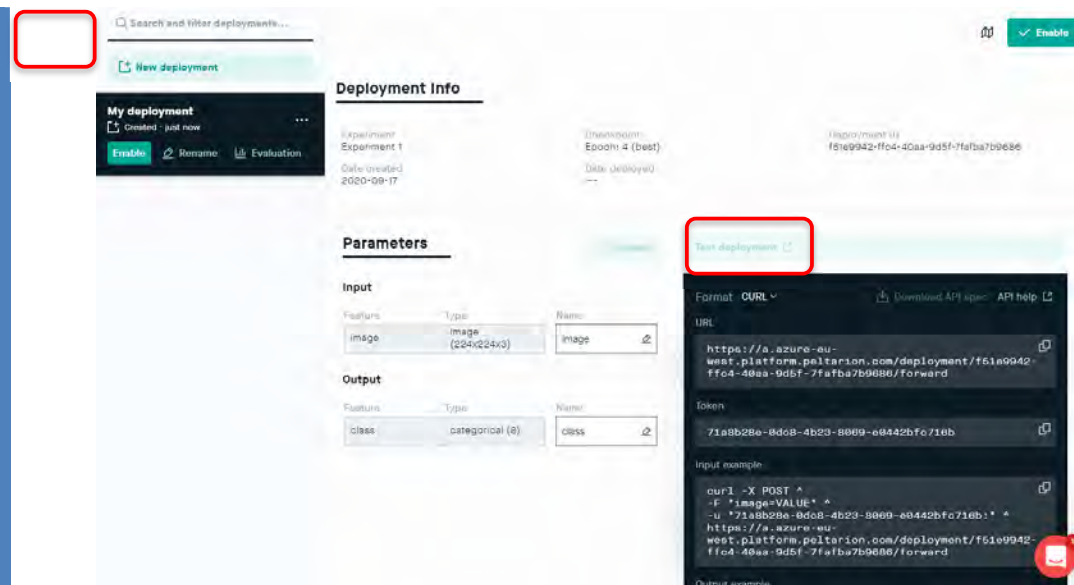 Search and filter deployments...
Enable
New deployment
Deployment Info
My deployment
Created - just now
...
Enable Rename Evaluation
Experiment
Experiment 1
Checkpoint
Epoch: 4 (best)
Deployment ID
Date created
2020-09-17
Date deployed
---
Parameters
Test deployment
Input
Format CURL
Download API spec API help
URL
Feature Type Name
image image (224x224x3) image
https://a.azure-eu-
west.platform.peltarion.com/deployment/f61e9942-
ffc4-40aa-9d5f-7fafba7b9686/forward
Output
Token
Feature Type Name
class categorical (8) class
71a8b28e-0dc8-4b23-8069-e0442bfc716b
Input example
curl -X POST ^
-F "image=VALUE" ^
-u "71a8b28e-0dc8-4b23-8069-e0442bfc716b:" ^
https://a.azure-eu-
west.platform.peltarion.com/deployment/f61e9942-
ffc4-40aa-9d5f-7fafba7b9686/forward
Output example